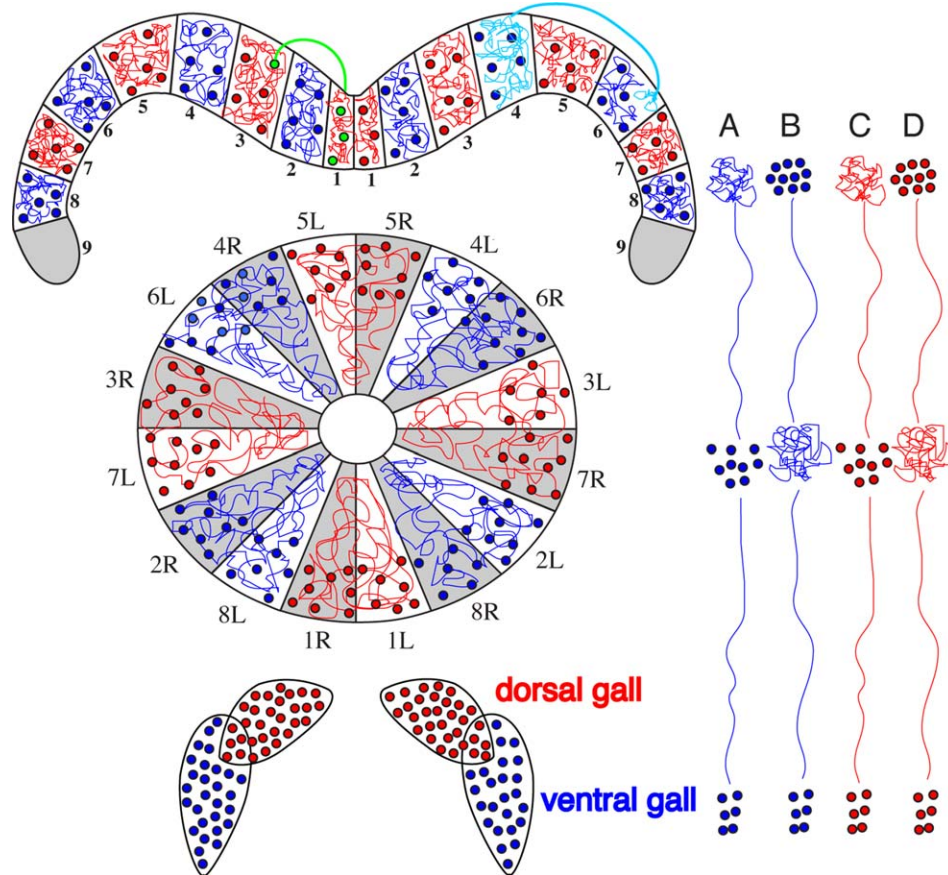 5 4 3 2 1 1 2 3 4 5
6 6
7 7
8 8
9 9
A B C D
5L 5R
4R 4L
6L 6R
3R 3L
7L 7R
2R 2L
8L 8R
1R 1L
dorsal gall
ventral gall